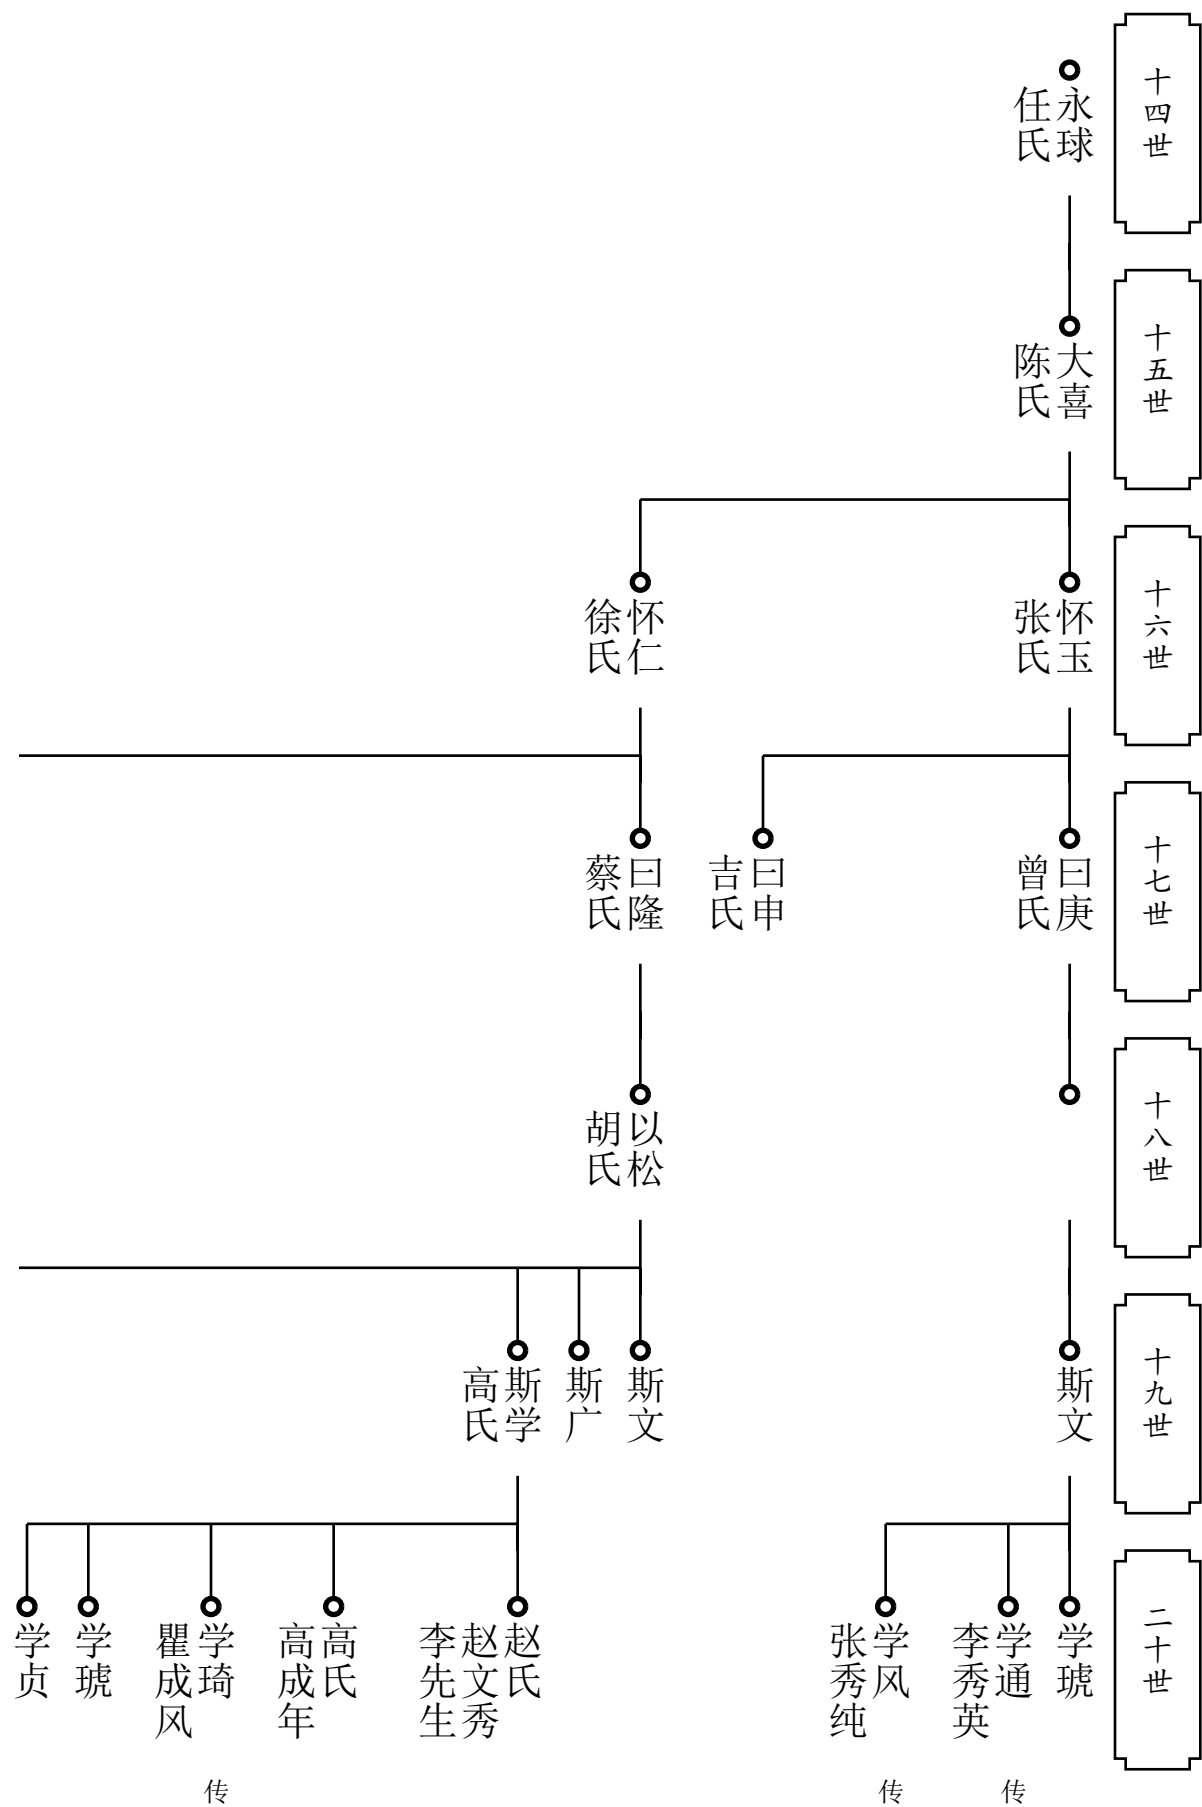 十四世
永球
任氏
十五世
大喜
陈氏
十六世
怀玉
张氏
怀仁
徐氏
十七世
曰庚
曾氏
曰申
吉氏
曰隆
蔡氏
十八世
以松
胡氏
十九世
斯文
斯文
斯广
斯学
高氏
二十世
学琥
学通
李秀英
传
学风
张秀纯
传
赵氏
赵文秀
李先生
高氏
高成年
学琦
瞿成风
传
学琥
学贞